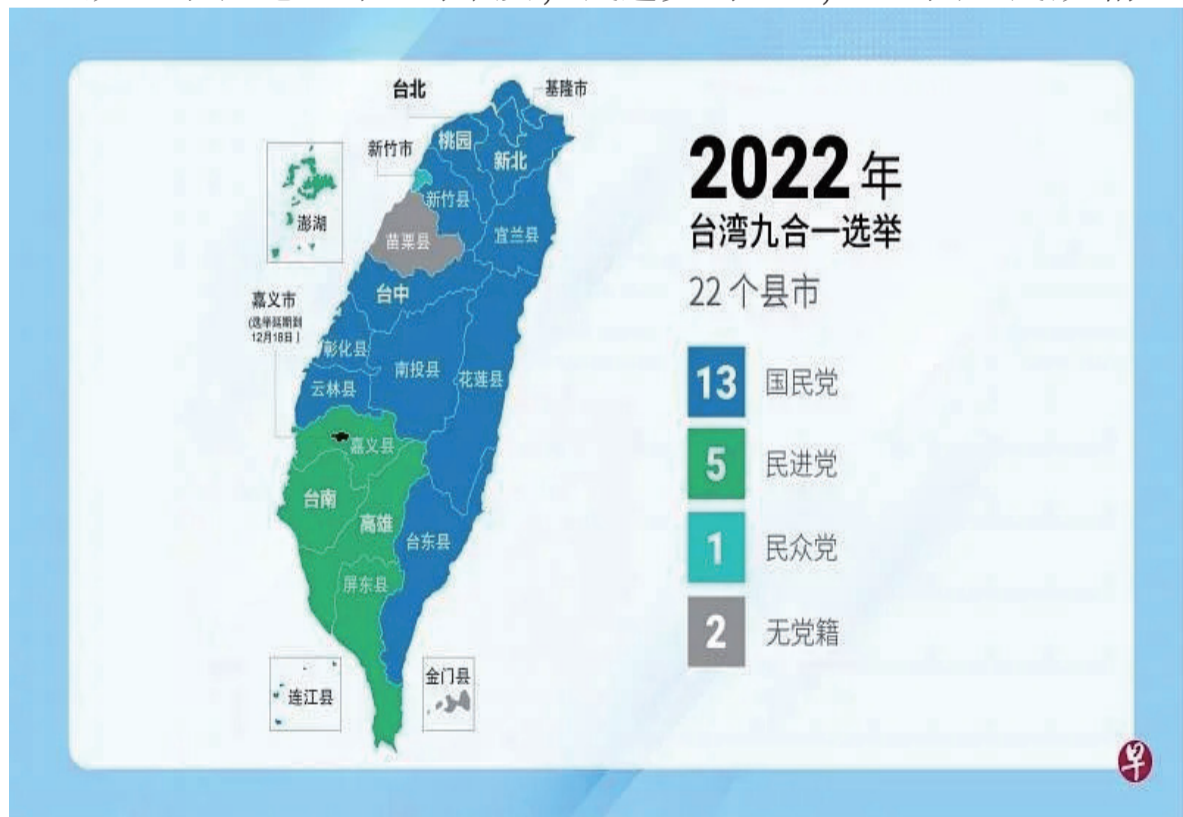 台北
基隆市
新竹市
桃园
新北
新竹县
澎湖
苗栗县
宜兰县
嘉义市
(选举延期到
12月18日)
台中
彰化县
南投县
花莲县
云林县
嘉义县
台南
高雄
台东县
屏东县
连江县
金门县
2022年
台湾九合一选举
22个县市
13 国民党
5 民进党
1 民众党
2 无党籍
早